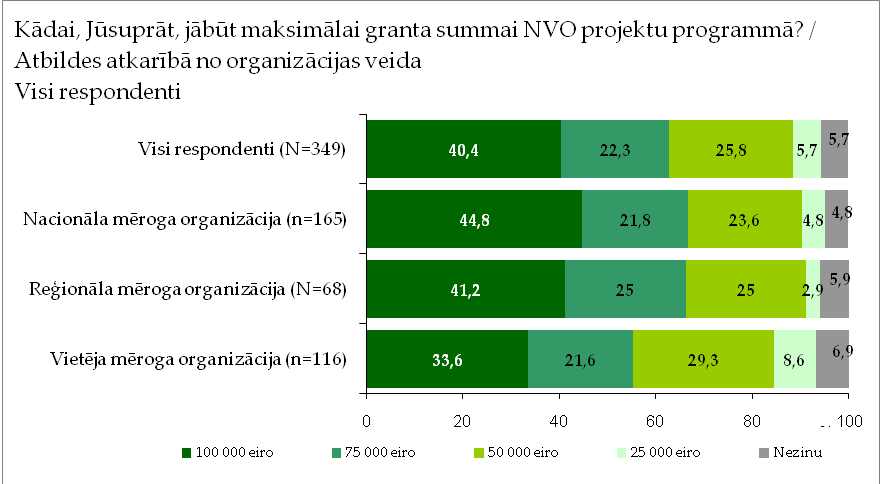 Kādai, Jūsuprāt, jābūt maksimālai granta summai NVO projektu programmā? /
Atbildes atkarībā no organizācijas veida
Visi respondenti
Visi respondenti (N=349)
40,4 22,3 25,8 5,7 5,7
Nacionāla mēroga organizācija (n=165)
44,8 21,8 23,6 4,8 4,8
Reģionāla mēroga organizācija (N=68)
41,2 25 25 2,9 5,9
Vietēja mēroga organizācija (n=116)
33,6 21,6 29,3 8,6 6,9
0 20 40 60 80 100
100 000 eiro 75 000 eiro 50 000 eiro 25 000 eiro Nezinu